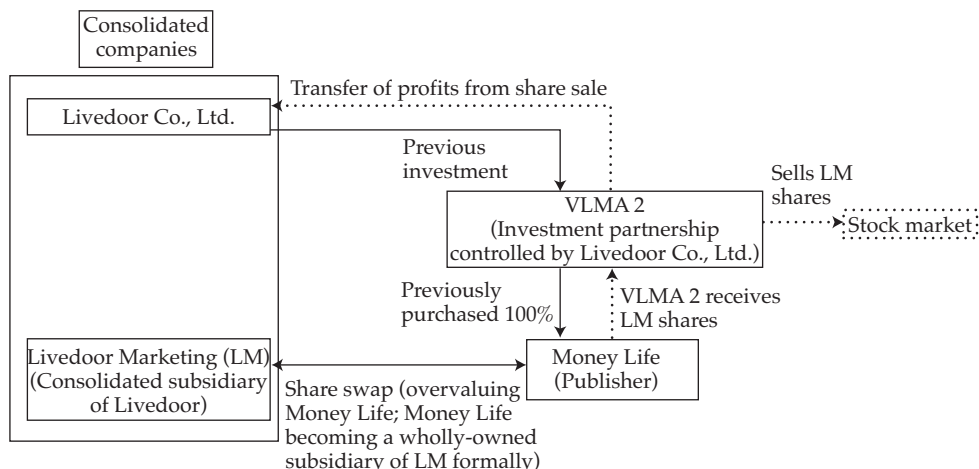 Consolidated
companies
Transfer of profits from share sale
Livedoor Co., Ltd.
Previous
investment
Sells LM
shares
VLMA 2
(Investment partnership
controlled by Livedoor Co., Ltd.)
Stock market
Previously
purchased 100%
VLMA 2 receives
LM shares
Livedoor Marketing (LM)
(Consolidated subsidiary
of Livedoor)
Money Life
(Publisher)
Share swap (overvaluing
Money Life; Money Life
becoming a wholly-owned
subsidiary of LM formally)